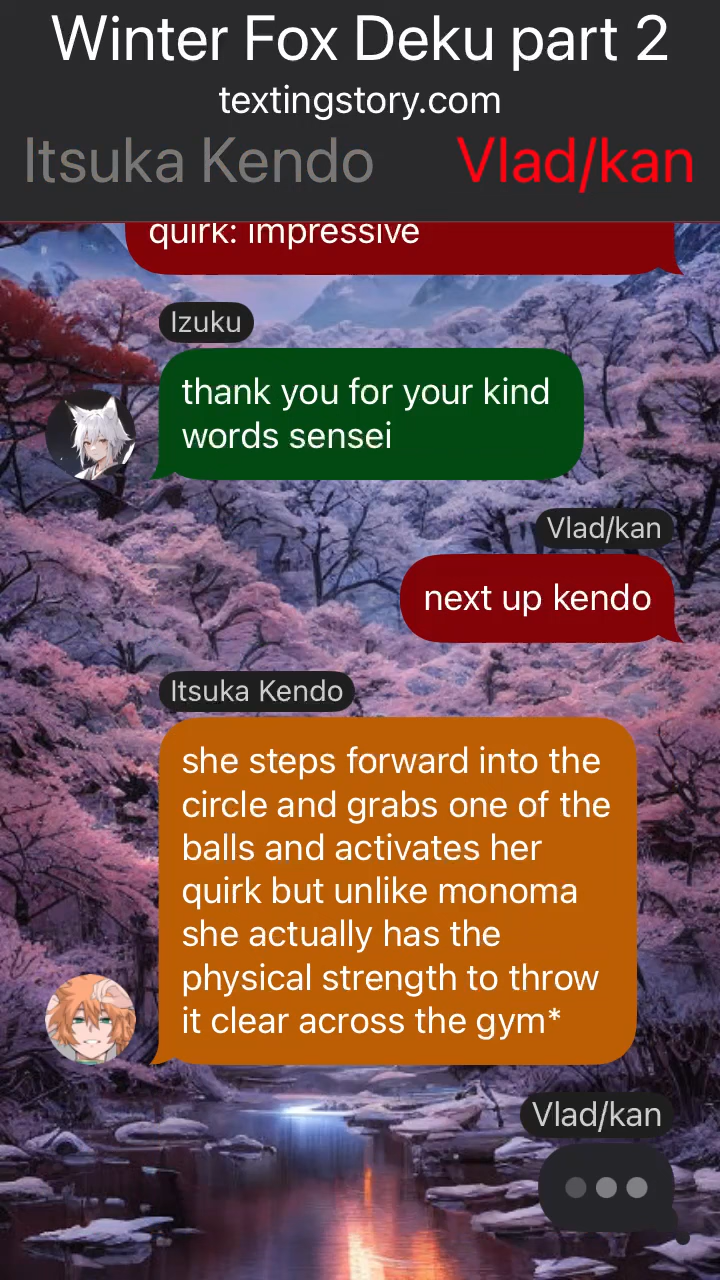 Winter Fox Deku part 2
textingstory.com
Itsuka Kendo
Vlad/kan
quirk: impressive
Izuku
thank you for your kind
words sensei
Vlad/kan
next up kendo
Itsuka Kendo
she steps forward into the
circle and grabs one of the
balls and activates her
quirk but unlike monoma
she actually has the
physical strength to throw
it clear across the gym*
Vlad/kan